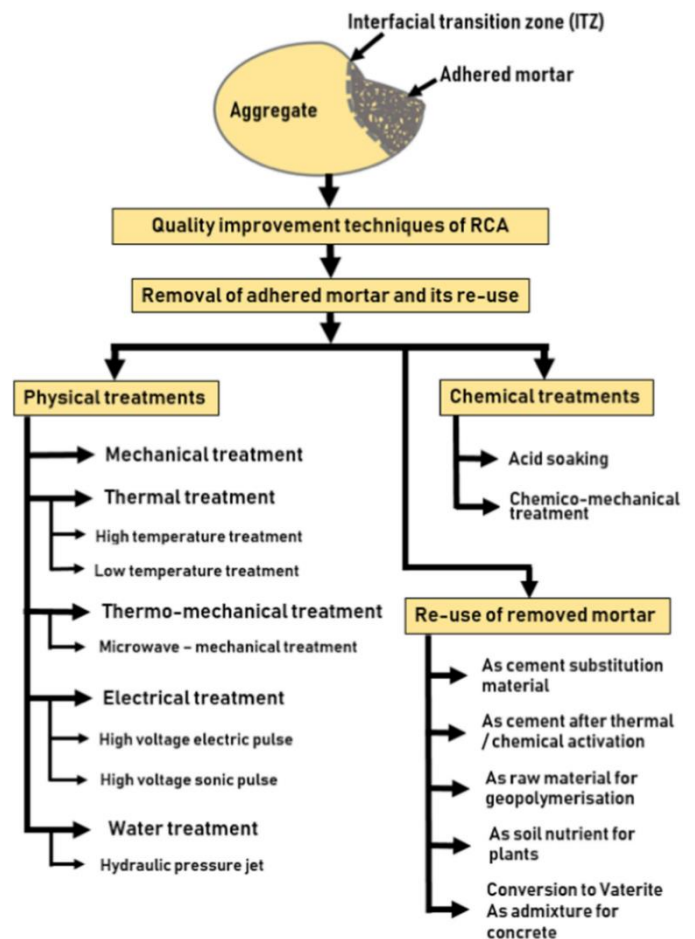 Interfacial transition zone (ITZ)
Adhered mortar
Aggregate
Quality improvement techniques of RCA
Removal of adhered mortar and its re-use
Physical treatments
Mechanical treatment
Thermal treatment
High temperature treatment
Low temperature treatment
Thermo-mechanical treatment
Microwave – mechanical treatment
Electrical treatment
High voltage electric pulse
High voltage sonic pulse
Water treatment
Hydraulic pressure jet
Chemical treatments
Acid soaking
Chemico-mechanical
treatment
Re-use of removed mortar
As cement substitution
material
As cement after thermal
/chemical activation
As raw material for
geopolymerisation
As soil nutrient for
plants
Conversion to Vaterite
As admixture for
concrete